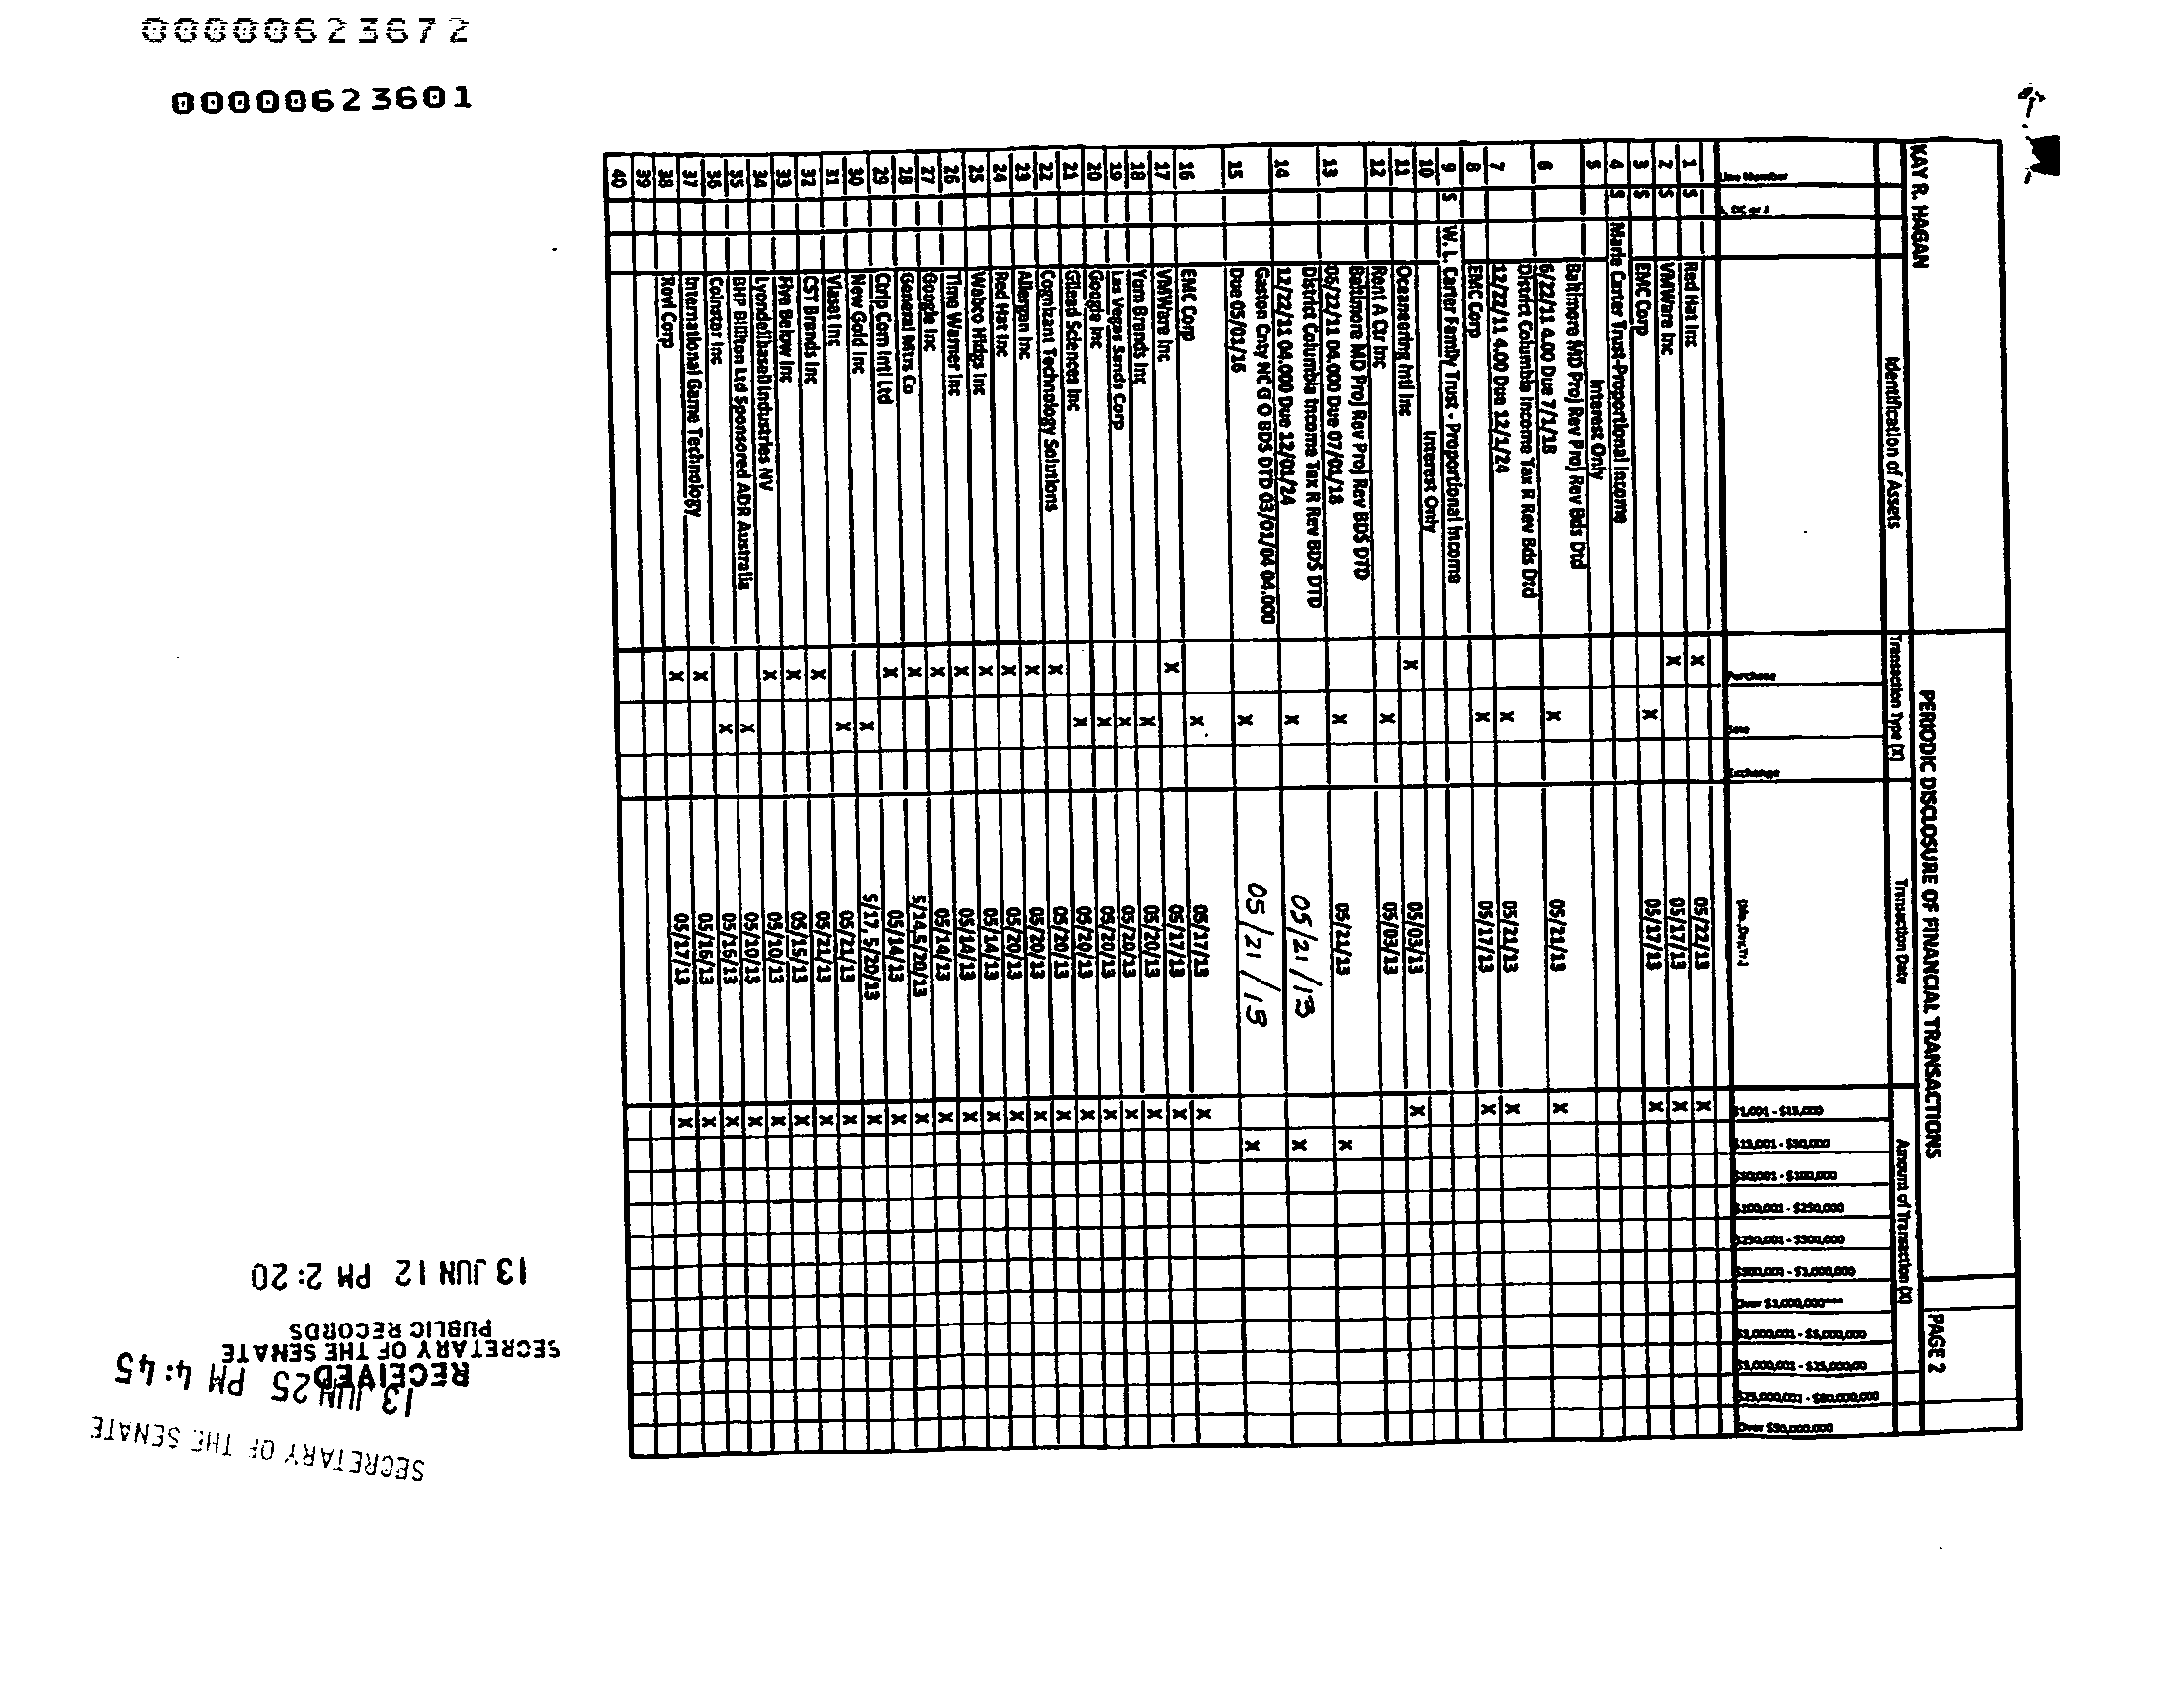 00000623672
00000623601
KAY R. HAGAN
PERIODIC DISCLOSURE OF FINANCIAL TRANSACTIONS
PAGE 2
Identification of Assets
Transaction Type (X)
Transaction Date
Amount of Transaction (X)
Line Number
Purchase
Sale
Exchange
(Mo.,Day,Yr.)
$1,001 - $15,000
$15,001 - $50,000
$50,001 - $100,000
$100,001 - $250,000
$250,001 - $500,000
$500,001 - $1,000,000
Over $1,000,000****
$1,000,001 - $5,000,000
$5,000,001 - $25,000,00
$25,000,001 - $50,000,000
Over $50,000,000
1 S Red Hat Inc X 05/22/13 X
2 S VMWare Inc X 05/17/13 X
3 S EMC Corp X 05/17/13 X
4 S Marie Carter Trust-Proportional Income
5 Interest Only
Baltimore MD Proj Rev Proj Rev Bds Dtd
6 6/22/11 4.00 Due 7/1/18 X 05/21/13 X
District Columbia Income Tax R Rev Bds Dtd
7 12/22/11 4.00 Due 12/1/24 X 05/21/13 X
8 EMC Corp X 05/17/13 X
9 S W. L. Carter Family Trust - Proportional Income
10 Interest Only
11 Oceaneering Intl Inc X 05/03/13 X
12 Rent A Ctr Inc X 05/03/13
Baltimore MD Proj Rev Proj Rev BDS DTD
13 06/22/11 04.000 Due 07/01/18 X 05/21/13 X
District Columbia Income Tax R Rev BDS DTD
14 12/22/11 04.000 Due 12/01/24 X 05/21/13 X
Gaston Cnty NC G O BDS DTD 03/01/04 04.000
15 Due 05/01/16 X 05/21/13 X
16 EMC Corp X 05/17/13 X
17 VMWare Inc X 05/17/13 X
18 Yum Brands Inc X 05/20/13 X
19 Las Vegas Sands Corp X 05/20/13 X
20 Google Inc X 05/20/13 X
21 Gilead Sciences Inc X 05/20/13 X
22 Cognizant Technology Solutions X 05/20/13 X
23 Allergan Inc X 05/20/13 X
24 Red Hat Inc X 05/20/13 X
25 Wabco Hldgs Inc X 05/14/13 X
26 Time Warner Inc X 05/14/13 X
27 Google Inc X 05/14/13 X
28 General Mtrs Co X 5/14,5/20/13 X
29 Ctrip Com Intl Ltd X 05/14/13 X
30 New Gold Inc X 5/17, 5/20/13 X
31 Viasat Inc X 05/21/13 X
32 CST Brands Inc X 05/21/13 X
33 Five Below Inc X 05/15/13 X
34 Lyondellbasell Industries NV X 05/10/13 X
35 BHP Billiton Ltd Sponsored ADR Australia X 05/10/13 X
36 Coinstar Inc X 05/15/13 X
37 International Game Technology X 05/16/13 X
38 Rovi Corp X 05/17/13 X
39
40
13 JUN 12 PM 2:20
PUBLIC RECORDS
SECRETARY OF THE SENATE
RECEIVED
13 JUN 25 PM 4:45
SECRETARY OF THE SENATE